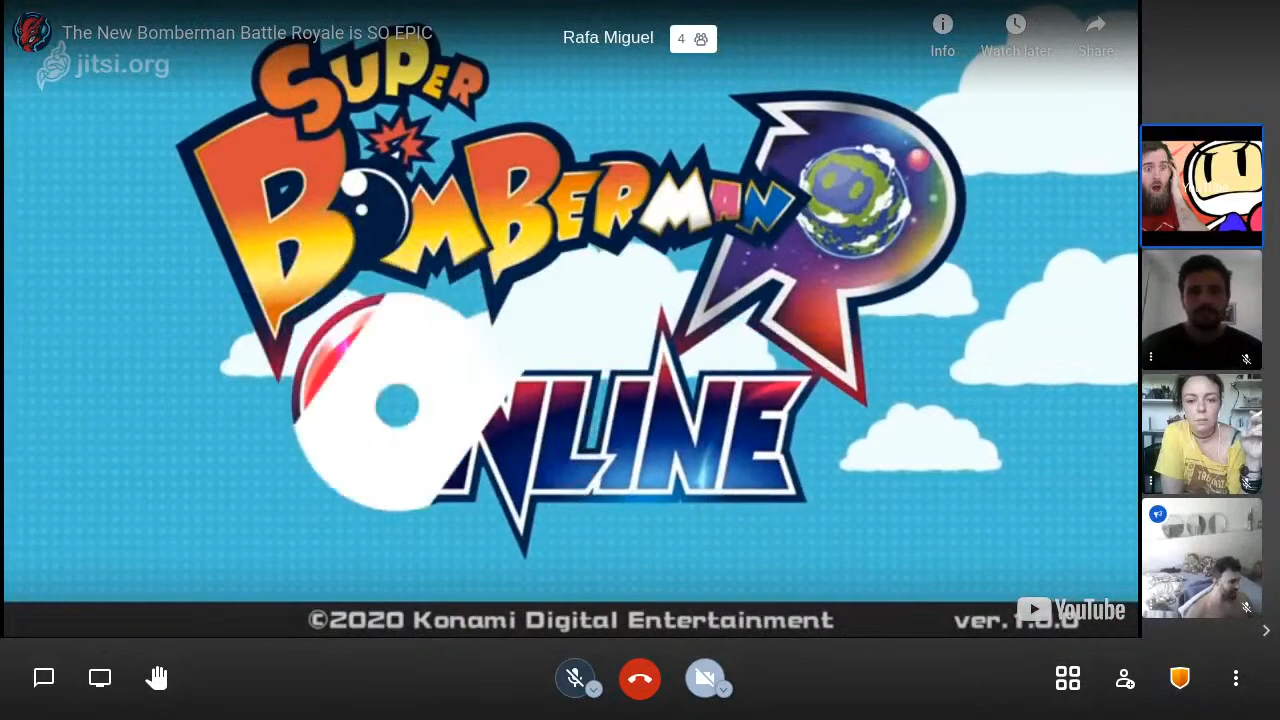 The New Bomberman Battle Royale is SO EPIC
Rafa Miguel
4
Info
Watch later
Share
jitsi.org
SUPER
BOMBERMAN R
ONLINE
©2020 Konami Digital Entertainment
YouTube